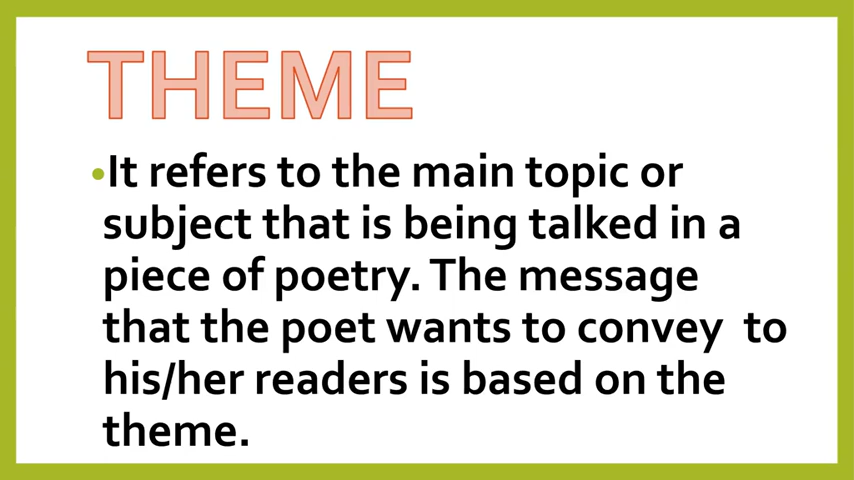 THEME
•It refers to the main topic or
subject that is being talked in a
piece of poetry. The message
that the poet wants to convey  to
his/her readers is based on the
theme.